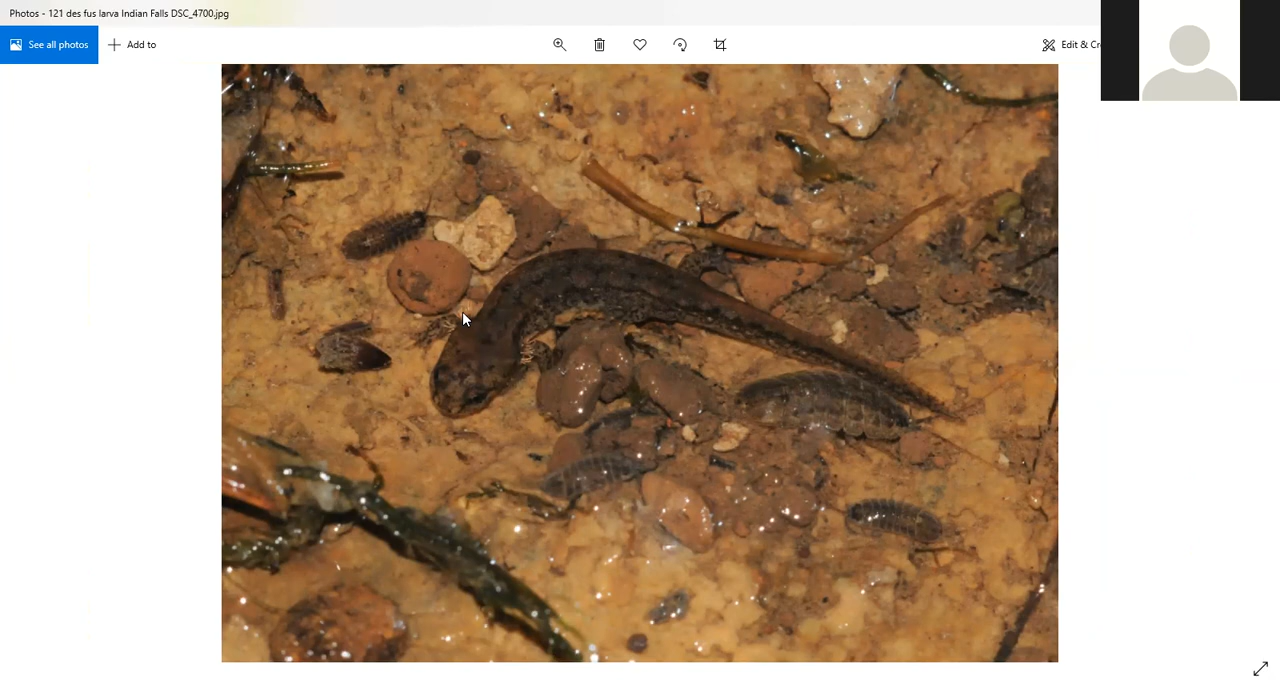 Photos - 121 des fus larva Indian Falls DSC_4700.jpg
See all photos
Add to
Edit & Cr